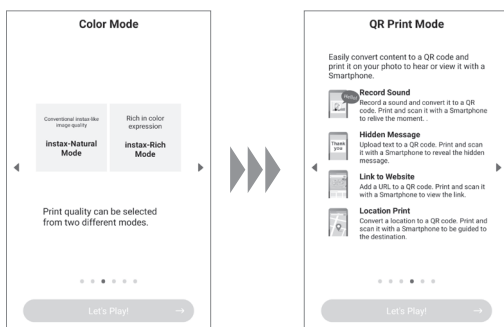 Color Mode
Conventional instax-like
image quality
instax-Natural
Mode
Rich in color
expression
instax-Rich
Mode
Print quality can be selected
from two different modes.
Let's Play!
QR Print Mode
Easily convert content to a QR code and
print it on your photo to hear or view it with a
Smartphone.
Hello!
Record Sound
Record a sound and convert it to a QR
code. Print and scan it with a Smartphone
to relive the moment. .
Thank
you
Hidden Message
Upload text to a QR code. Print and scan
it with a Smartphone to reveal the hidden
message.
Link to Website
Add a URL to a QR code. Print and scan it
with a Smartphone to view the link.
Location Print
Convert a location to a QR code. Print and
scan it with a Smartphone to be guided to
the destination.
Let's Play!